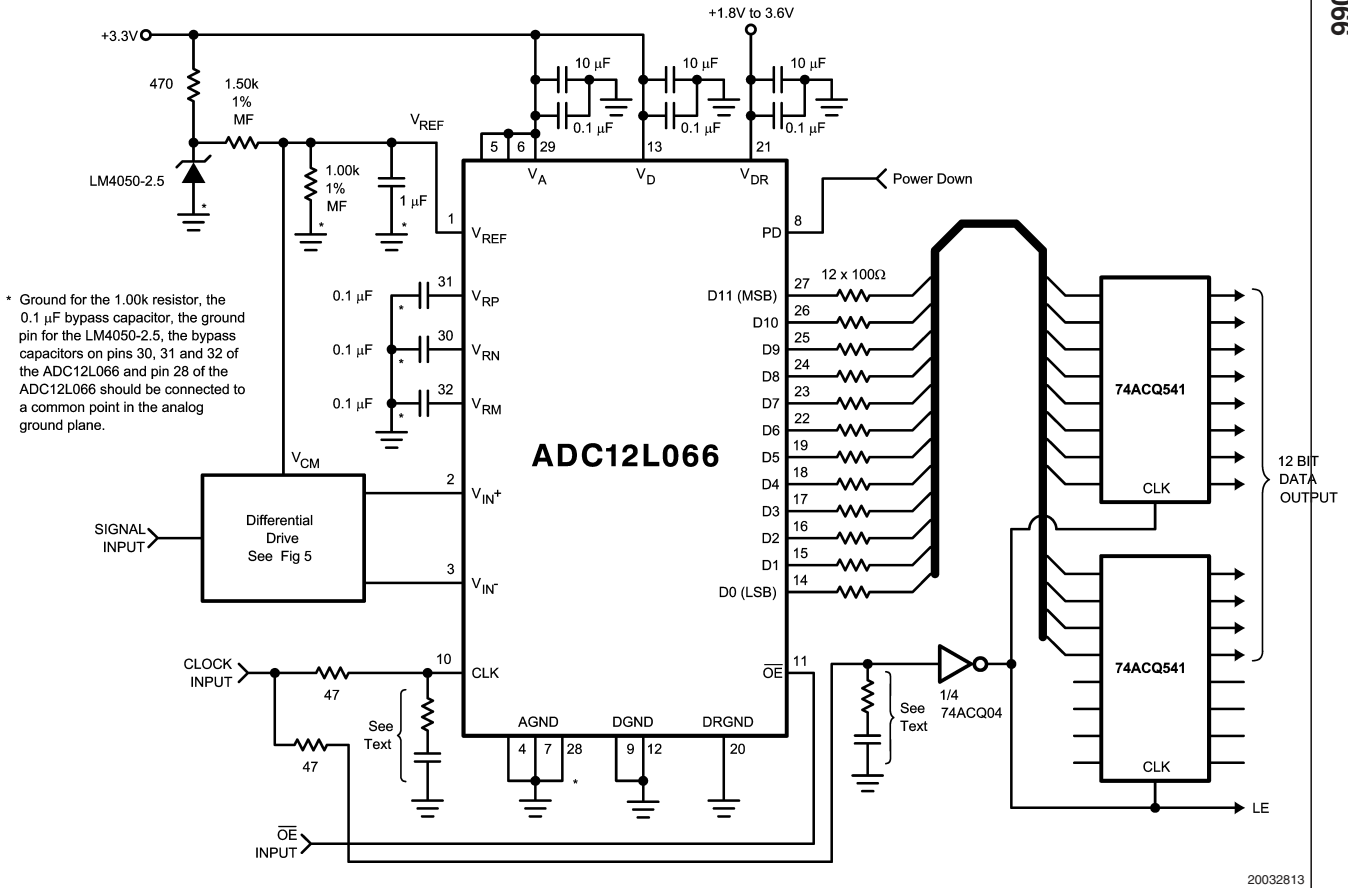 066
+3.3V
+1.8V to 3.6V
470
1.50k
1%
MF
VREF
10 µF
10 µF
10 µF
0.1 µF
0.1 µF
0.1 µF
LM4050-2.5
*
1.00k
1%
MF
*
1 µF
*
5
6
29
13
21
VA
VD
VDR
Power Down
1
VREF
8
PD
* Ground for the 1.00k resistor, the
0.1 µF bypass capacitor, the ground
pin for the LM4050-2.5, the bypass
capacitors on pins 30, 31 and 32 of
the ADC12L066 and pin 28 of the
ADC12L066 should be connected to
a common point in the analog
ground plane.
0.1 µF
*
31
VRP
0.1 µF
*
30
VRN
0.1 µF
*
32
VRM
ADC12L066
12 x 100Ω
D11 (MSB)
27
D10
26
D9
25
D8
24
D7
23
D6
22
D5
19
D4
18
D3
17
D2
16
D1
15
D0 (LSB)
14
74ACQ541
CLK
12 BIT
DATA
OUTPUT
74ACQ541
CLK
LE
VCM
SIGNAL
INPUT
Differential
Drive
See Fig 5
2
VIN+
3
VIN-
CLOCK
INPUT
47
10
CLK
47
See
Text
OE
11
1/4
74ACQ04
See
Text
AGND
DGND
DRGND
4
7
28
*
9
12
20
OE
INPUT
20032813